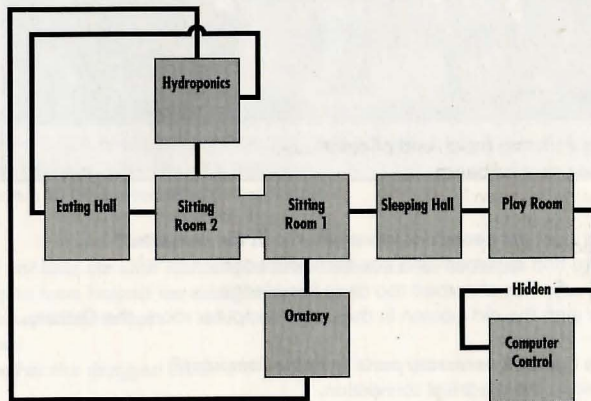 Hydroponics
Eating Hall
Sitting
Room 2
Sitting
Room 1
Sleeping Hall
Play Room
Hidden
Oratory
Computer
Control